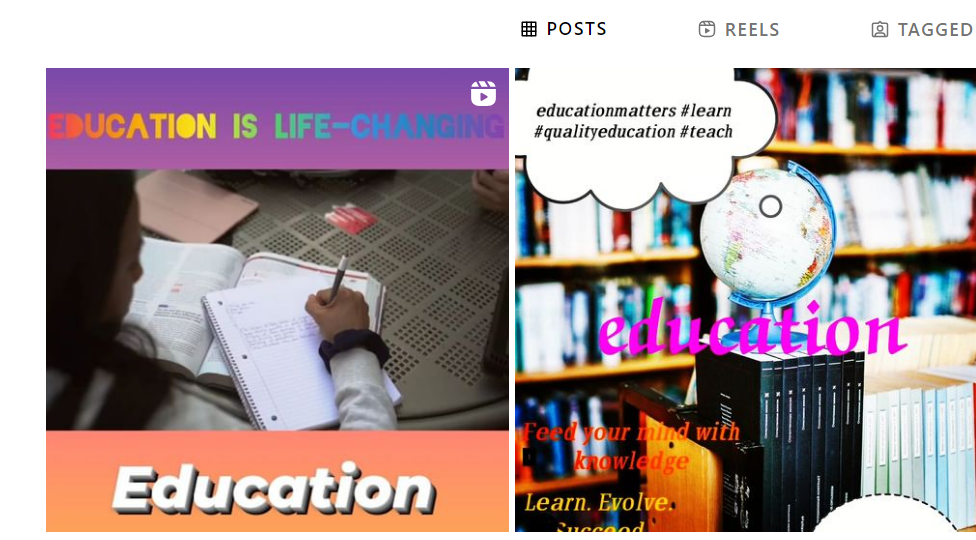 POSTS
REELS
TAGGED
EDUCATION IS LIFE-CHANGING
Education
educationmatters #learn
#qualityeducation #teach
education
Feed your mind with
knowledge
Learn. Evolve.
Succeed